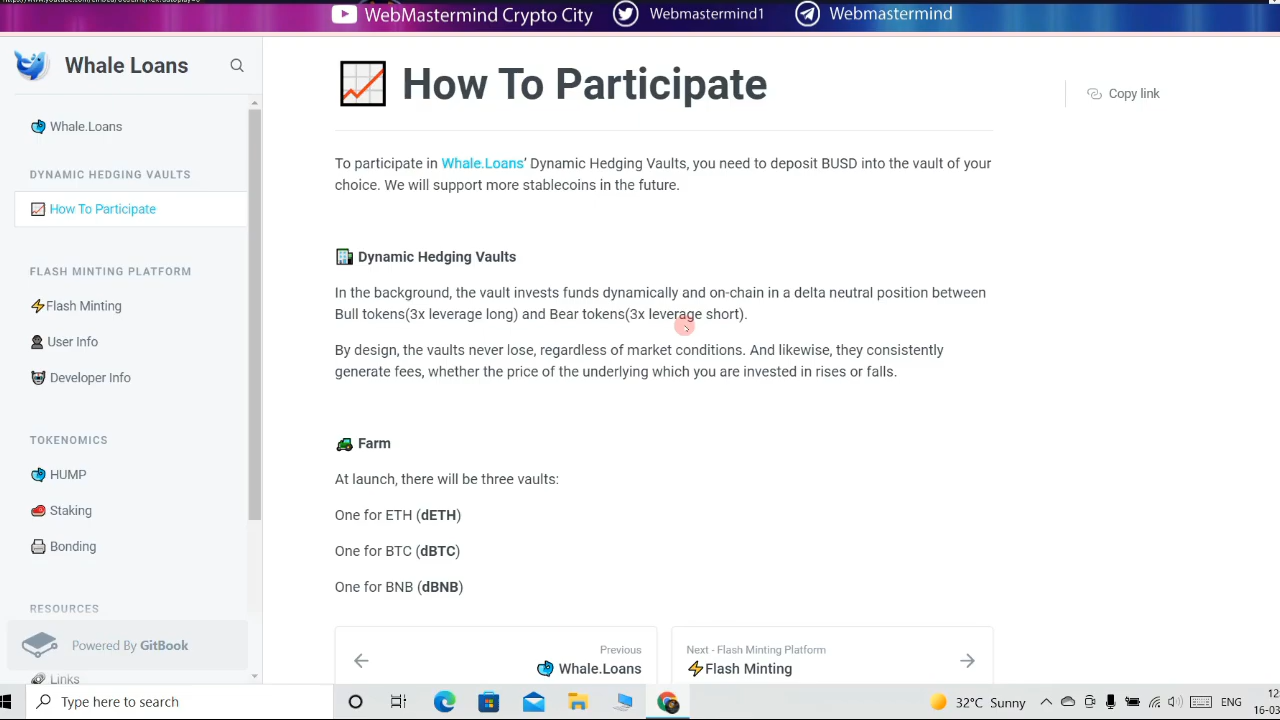 WebMastermind Crypto City Webmastermind1 Webmastermind
Whale Loans
Whale.Loans
DYNAMIC HEDGING VAULTS
How To Participate
FLASH MINTING PLATFORM
Flash Minting
User Info
Developer Info
TOKENOMICS
HUMP
Staking
Bonding
RESOURCES
Powered By GitBook
Links
How To Participate
Copy link
To participate in Whale.Loans’ Dynamic Hedging Vaults, you need to deposit BUSD into the vault of your
choice. We will support more stablecoins in the future.
Dynamic Hedging Vaults
In the background, the vault invests funds dynamically and on-chain in a delta neutral position between
Bull tokens(3x leverage long) and Bear tokens(3x leverage short).
By design, the vaults never lose, regardless of market conditions. And likewise, they consistently
generate fees, whether the price of the underlying which you are invested in rises or falls.
Farm
At launch, there will be three vaults:
One for ETH (dETH)
One for BTC (dBTC)
One for BNB (dBNB)
Previous
Whale.Loans
Next - Flash Minting Platform
Flash Minting
Type here to search
32°C Sunny
ENG